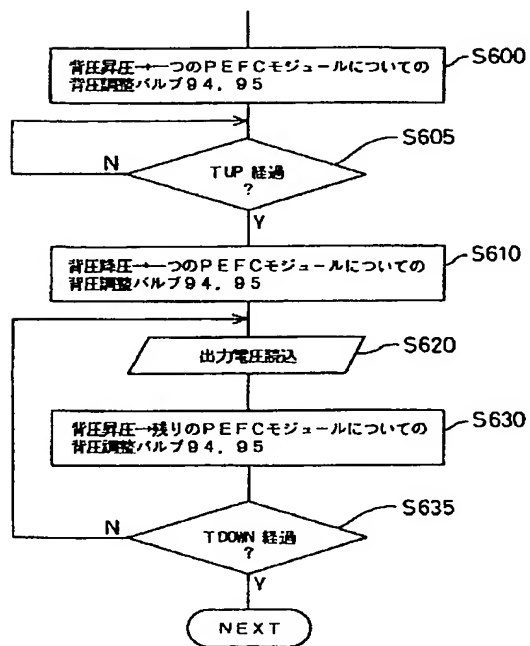 背圧昇圧→一つのPEFCモジュールについての
背圧調整バルブ94, 95
S600
S605
N
TUP 経過
?
Y
背圧降圧→一つのPEFCモジュールについての
背圧調整バルブ94, 95
S610
出力電圧読込
S620
背圧昇圧→残りのPEFCモジュールについての
背圧調整バルブ94, 95
S630
S635
N
TDOWN 経過
?
Y
NEXT